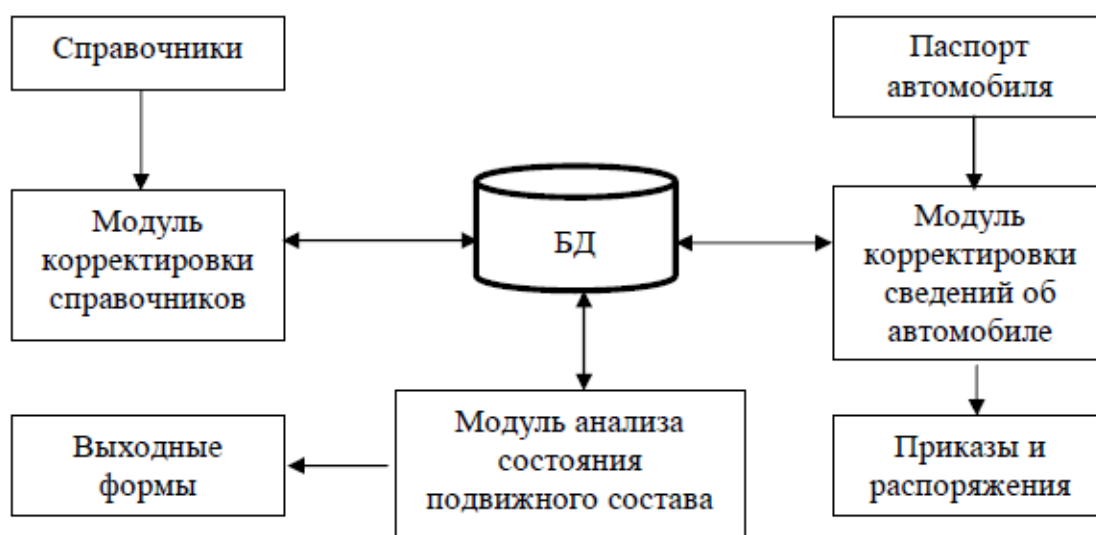 Справочники
Паспорт
автомобиля
Модуль
корректировки
справочников
БД
Модуль
корректировки
сведений об
автомобиле
Выходные
формы
Модуль анализа
состояния
подвижного состава
Приказы и
распоряжения